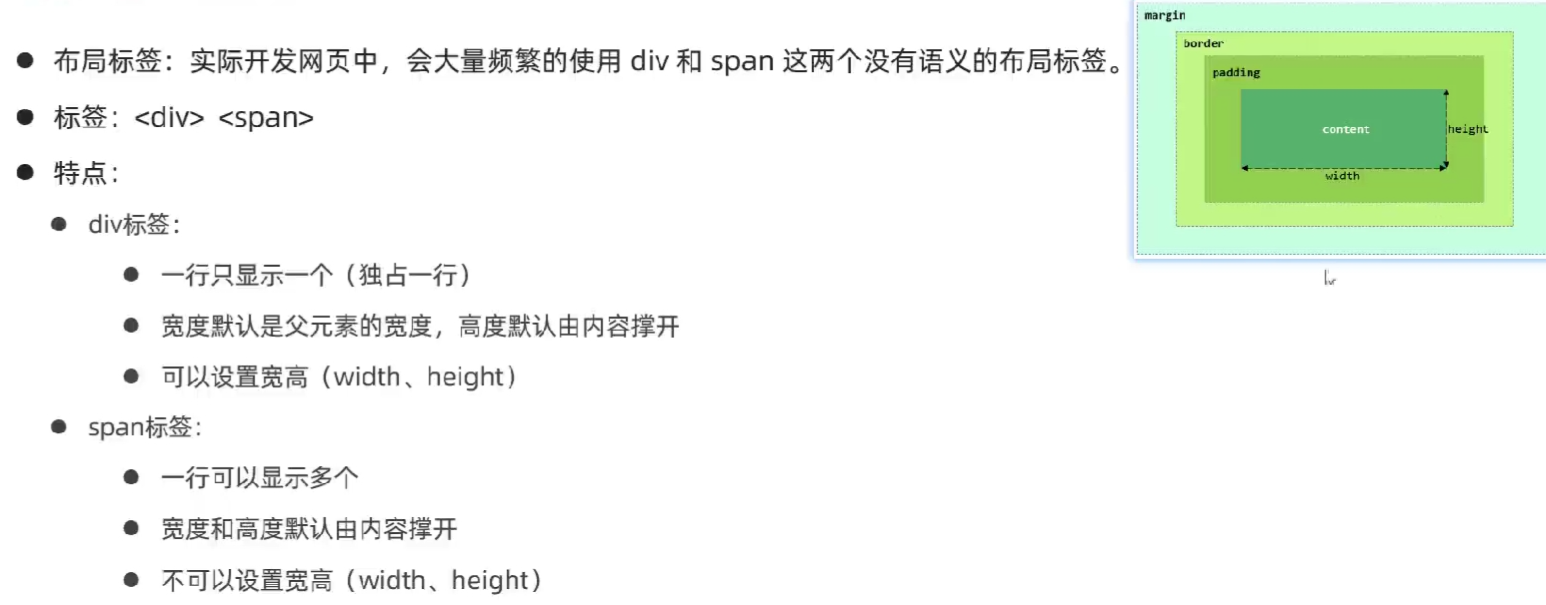 布局标签：实际开发网页中，会大量频繁的使用 div 和 span 这两个没有语义的布局标签。
标签：<div> <span>
特点：
div标签：
一行只显示一个（独占一行）
宽度默认是父元素的宽度，高度默认由内容撑开
可以设置宽高（width、height）
span标签：
一行可以显示多个
宽度和高度默认由内容撑开
不可以设置宽高（width、height）
margin
border
padding
content
height
width